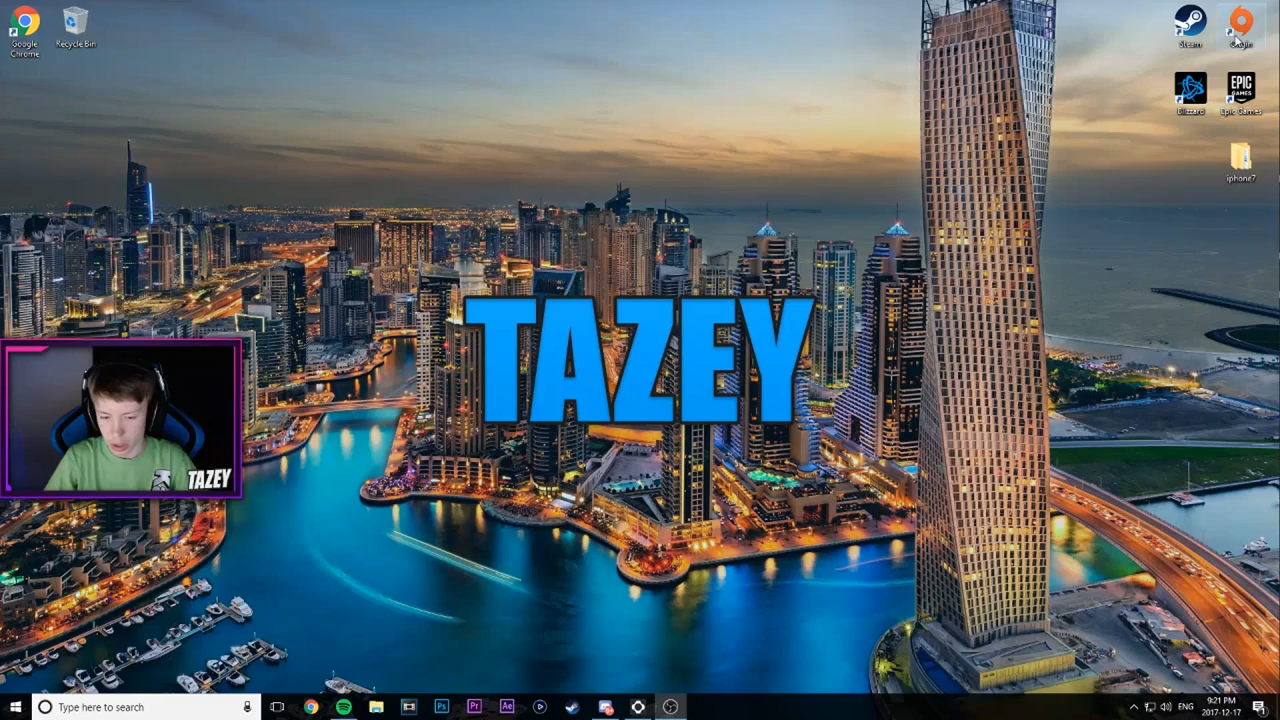 Google
Chrome
Recycle Bin
Steam
Origin
Blizzard
EPIC
GAMES
Epic Games
iphone7
TAZEY
TAZEY
Type here to search
Ps
Pr
Ae
ENG
9:21 PM
2017-12-17
1